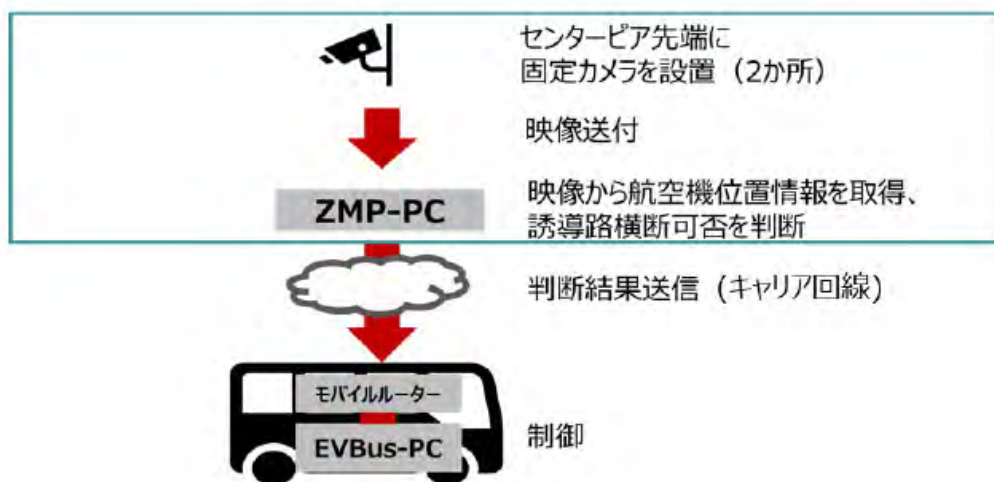 センターピア先端に
固定カメラを設置（2か所）
映像送付
ZMP-PC
映像から航空機位置情報を取得、
誘導路横断可否を判断
判断結果送信（キャリア回線）
モバイルルーター
EVBus-PC
制御